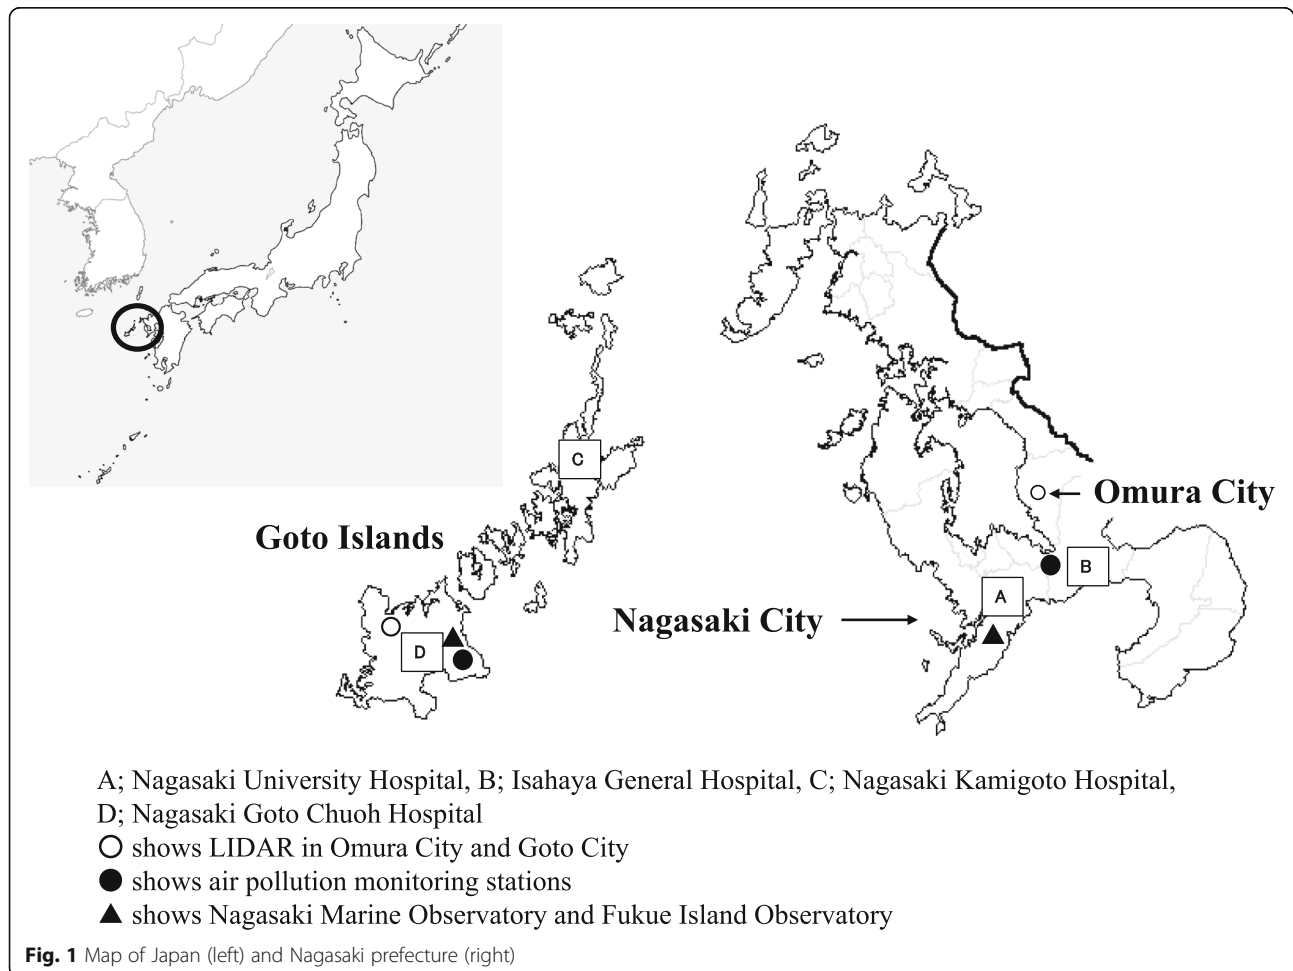 C
Omura City
Goto Islands
B
A
Nagasaki City
D
A; Nagasaki University Hospital, B; Isahaya General Hospital, C; Nagasaki Kamigoto Hospital,
D; Nagasaki Goto Chuoh Hospital
shows LIDAR in Omura City and Goto City
shows air pollution monitoring stations
shows Nagasaki Marine Observatory and Fukue Island Observatory
Fig. 1 Map of Japan (left) and Nagasaki prefecture (right)